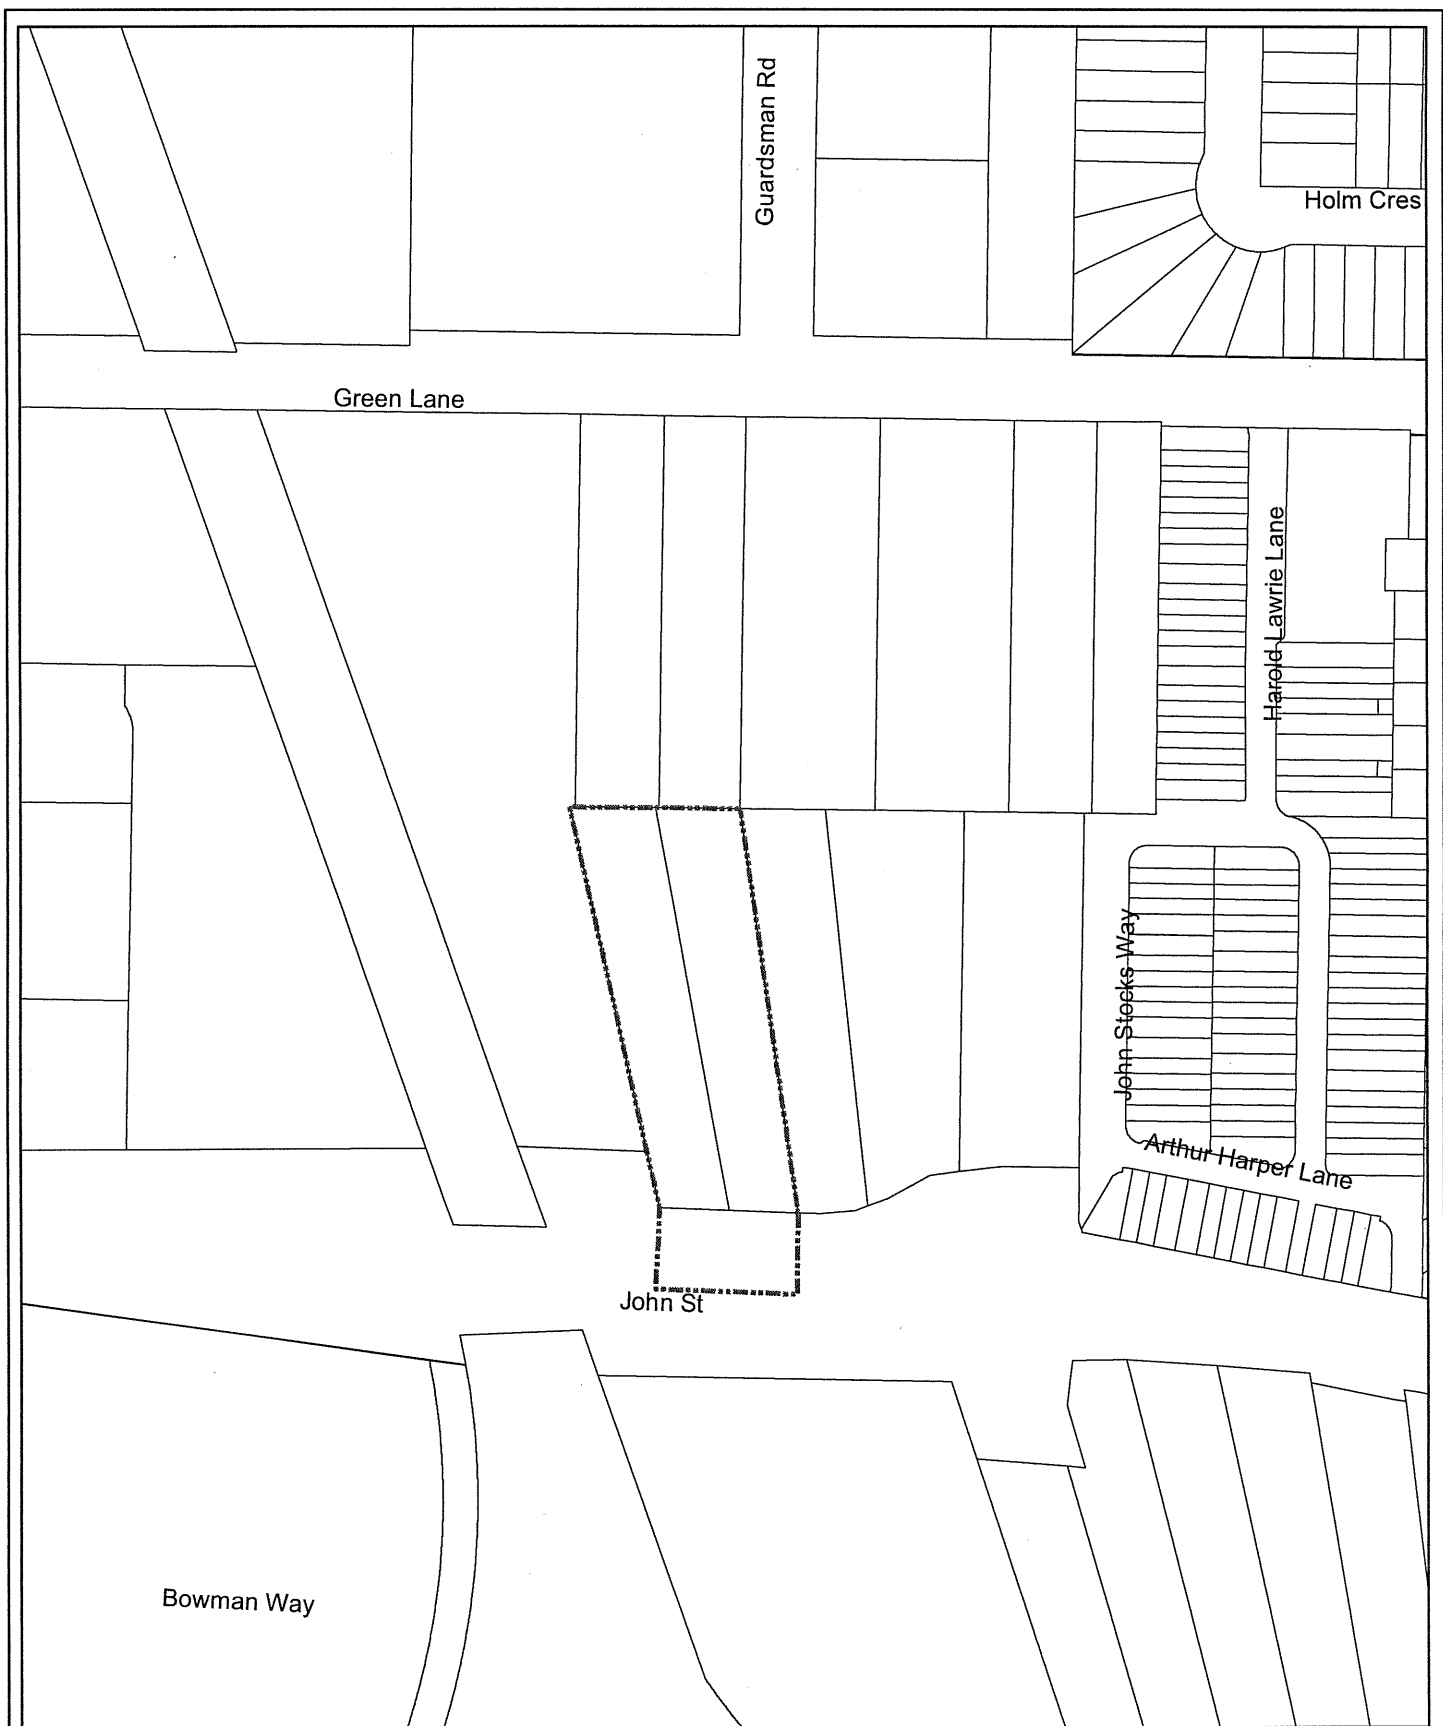 Guardsman Rd
Holm Cres
Green Lane
Harold Lawrie Lane
John Stocks Way
Arthur Harper Lane
John St
Bowman Way